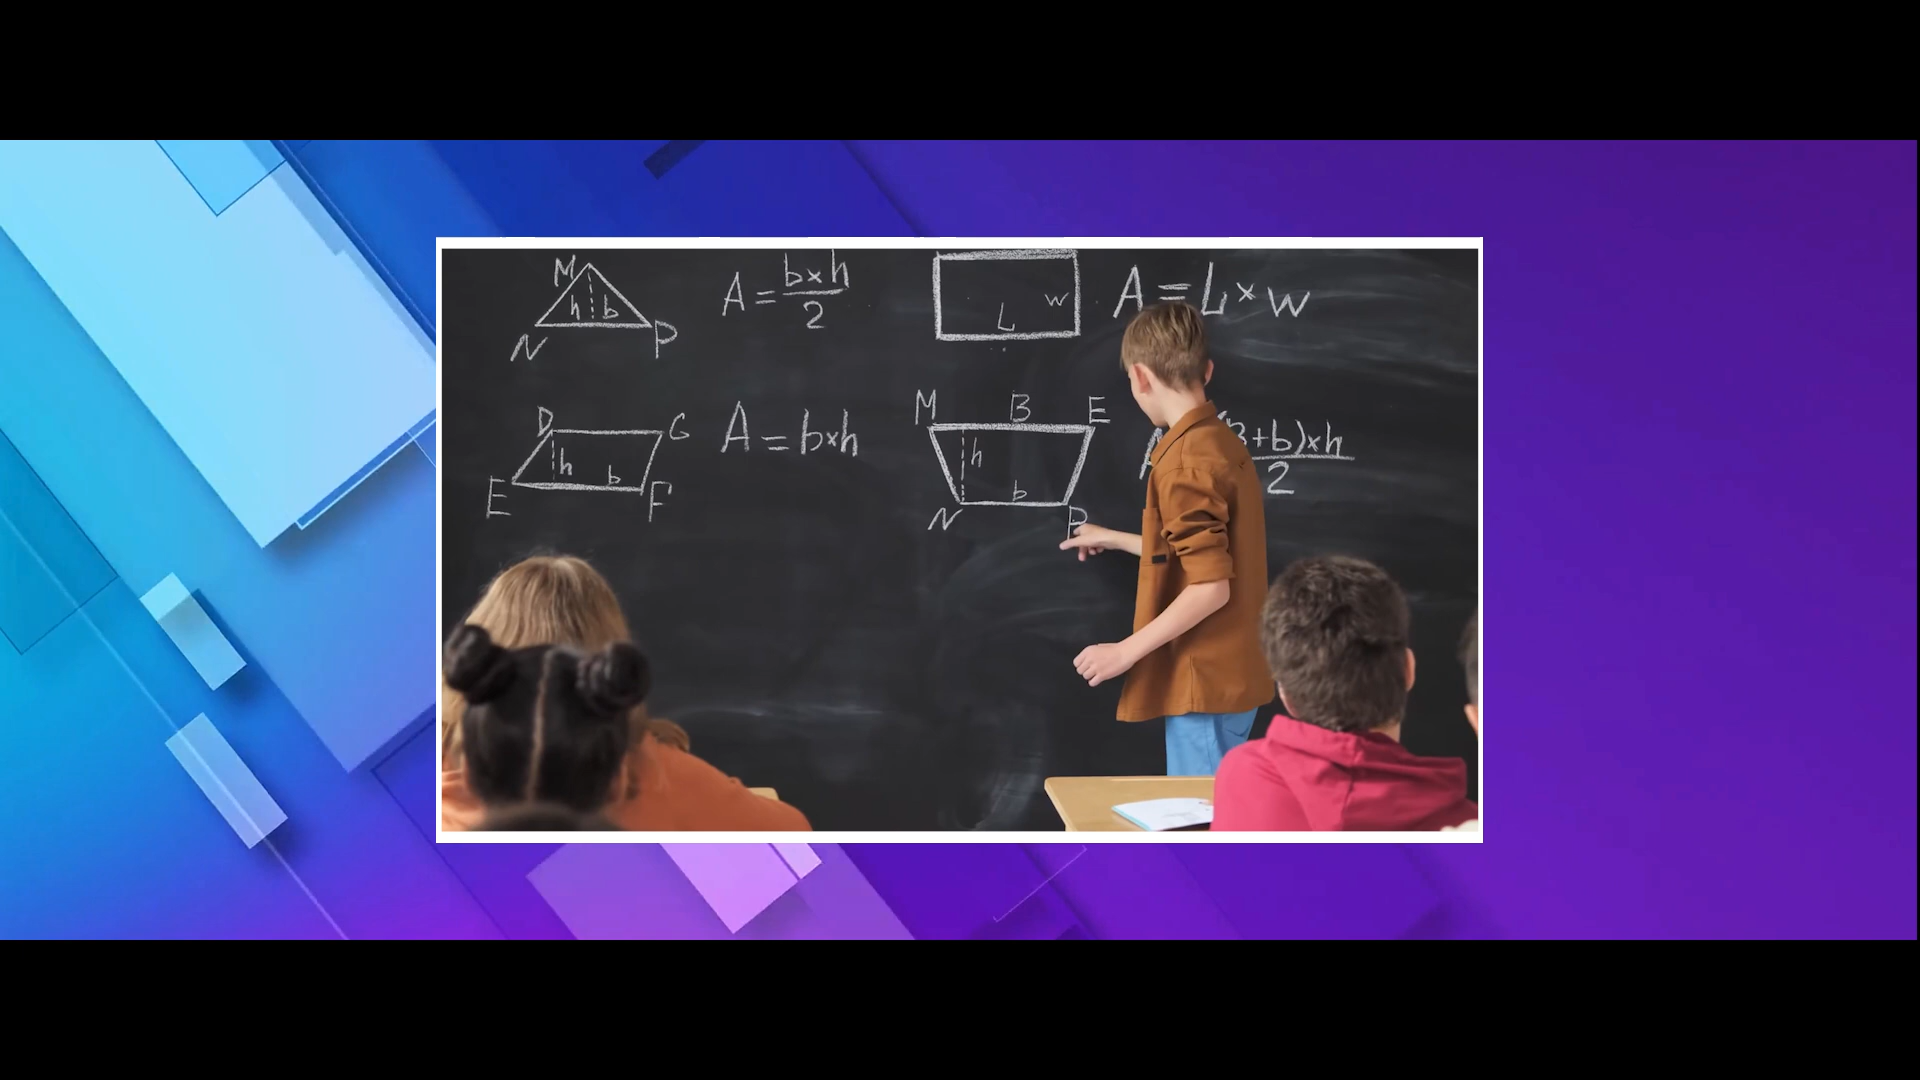 M
h b
N P
A = b×h
2
L w
A = L × w
D G
h b
E F
A = b×h
M B E
h
b
N P
+b)×h
2